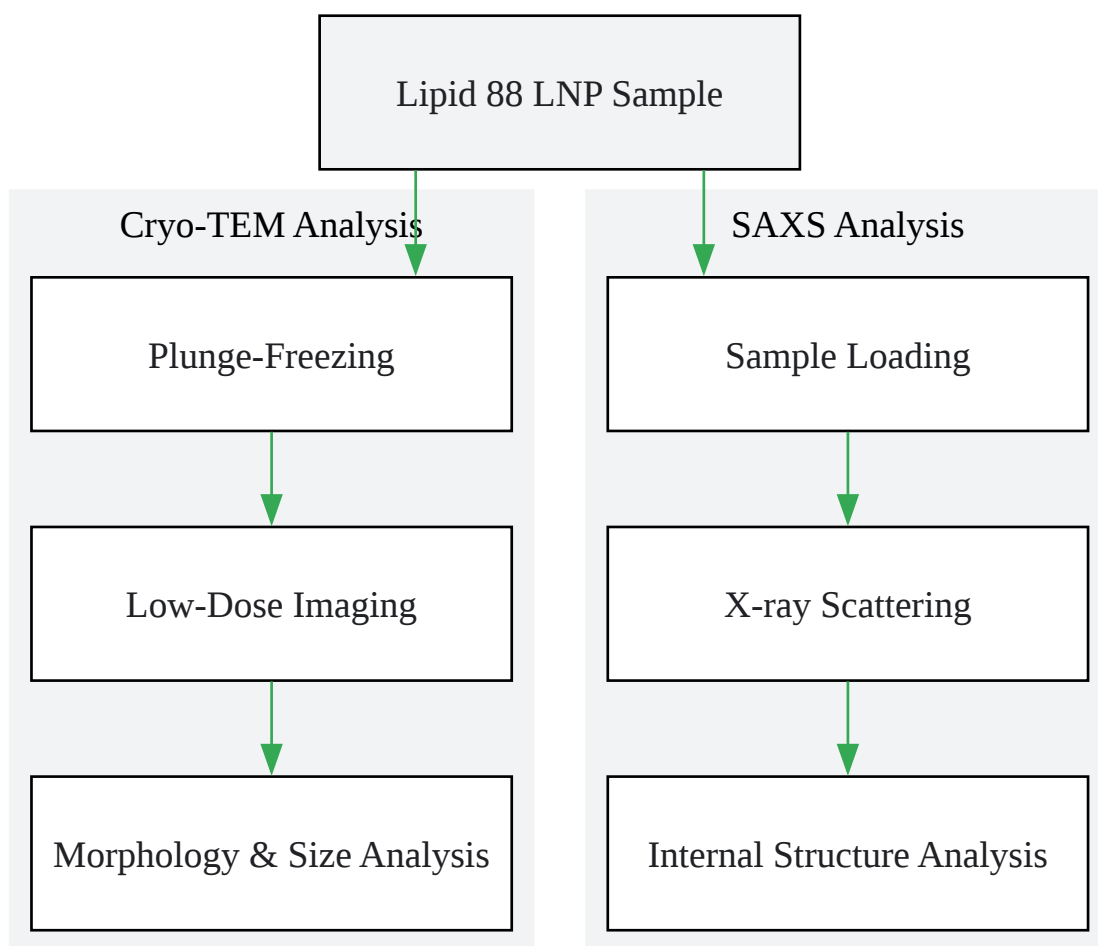 Lipid 88 LNP Sample
Cryo-TEM Analysis
Plunge-Freezing
Low-Dose Imaging
Morphology & Size Analysis
SAXS Analysis
Sample Loading
X-ray Scattering
Internal Structure Analysis